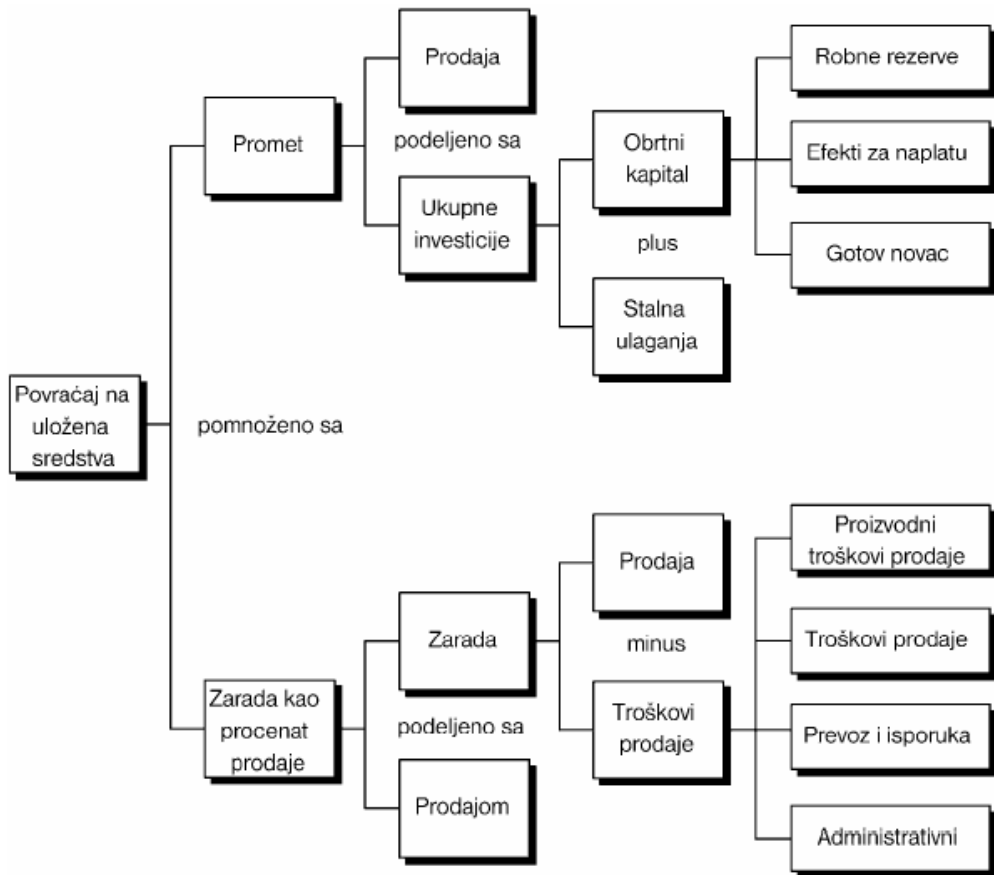 Prodaja
Robne rezerve
Promet
podeljeno sa
Obrtni
kapital
Efekti za naplatu
Ukupne
investicije
plus
Gotov novac
Stalna
ulaganja
Povraćaj na
uložena
sredstva
pomnoženo sa
Proizvodni
troškovi prodaje
Prodaja
Zarada
minus
Troškovi prodaje
Zarada kao
procenat
prodaje
podeljeno sa
Troškovi
prodaje
Prevoz i isporuka
Prodajom
Administrativni